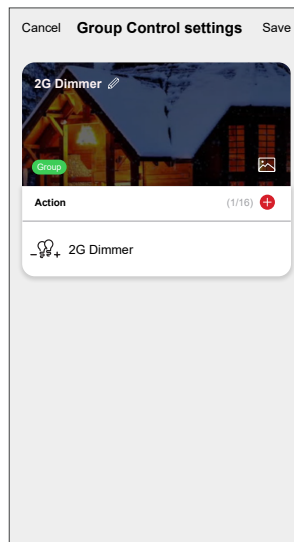 Cancel Group Control settings Save
2G Dimmer
Group
Action (1/16)
2G Dimmer